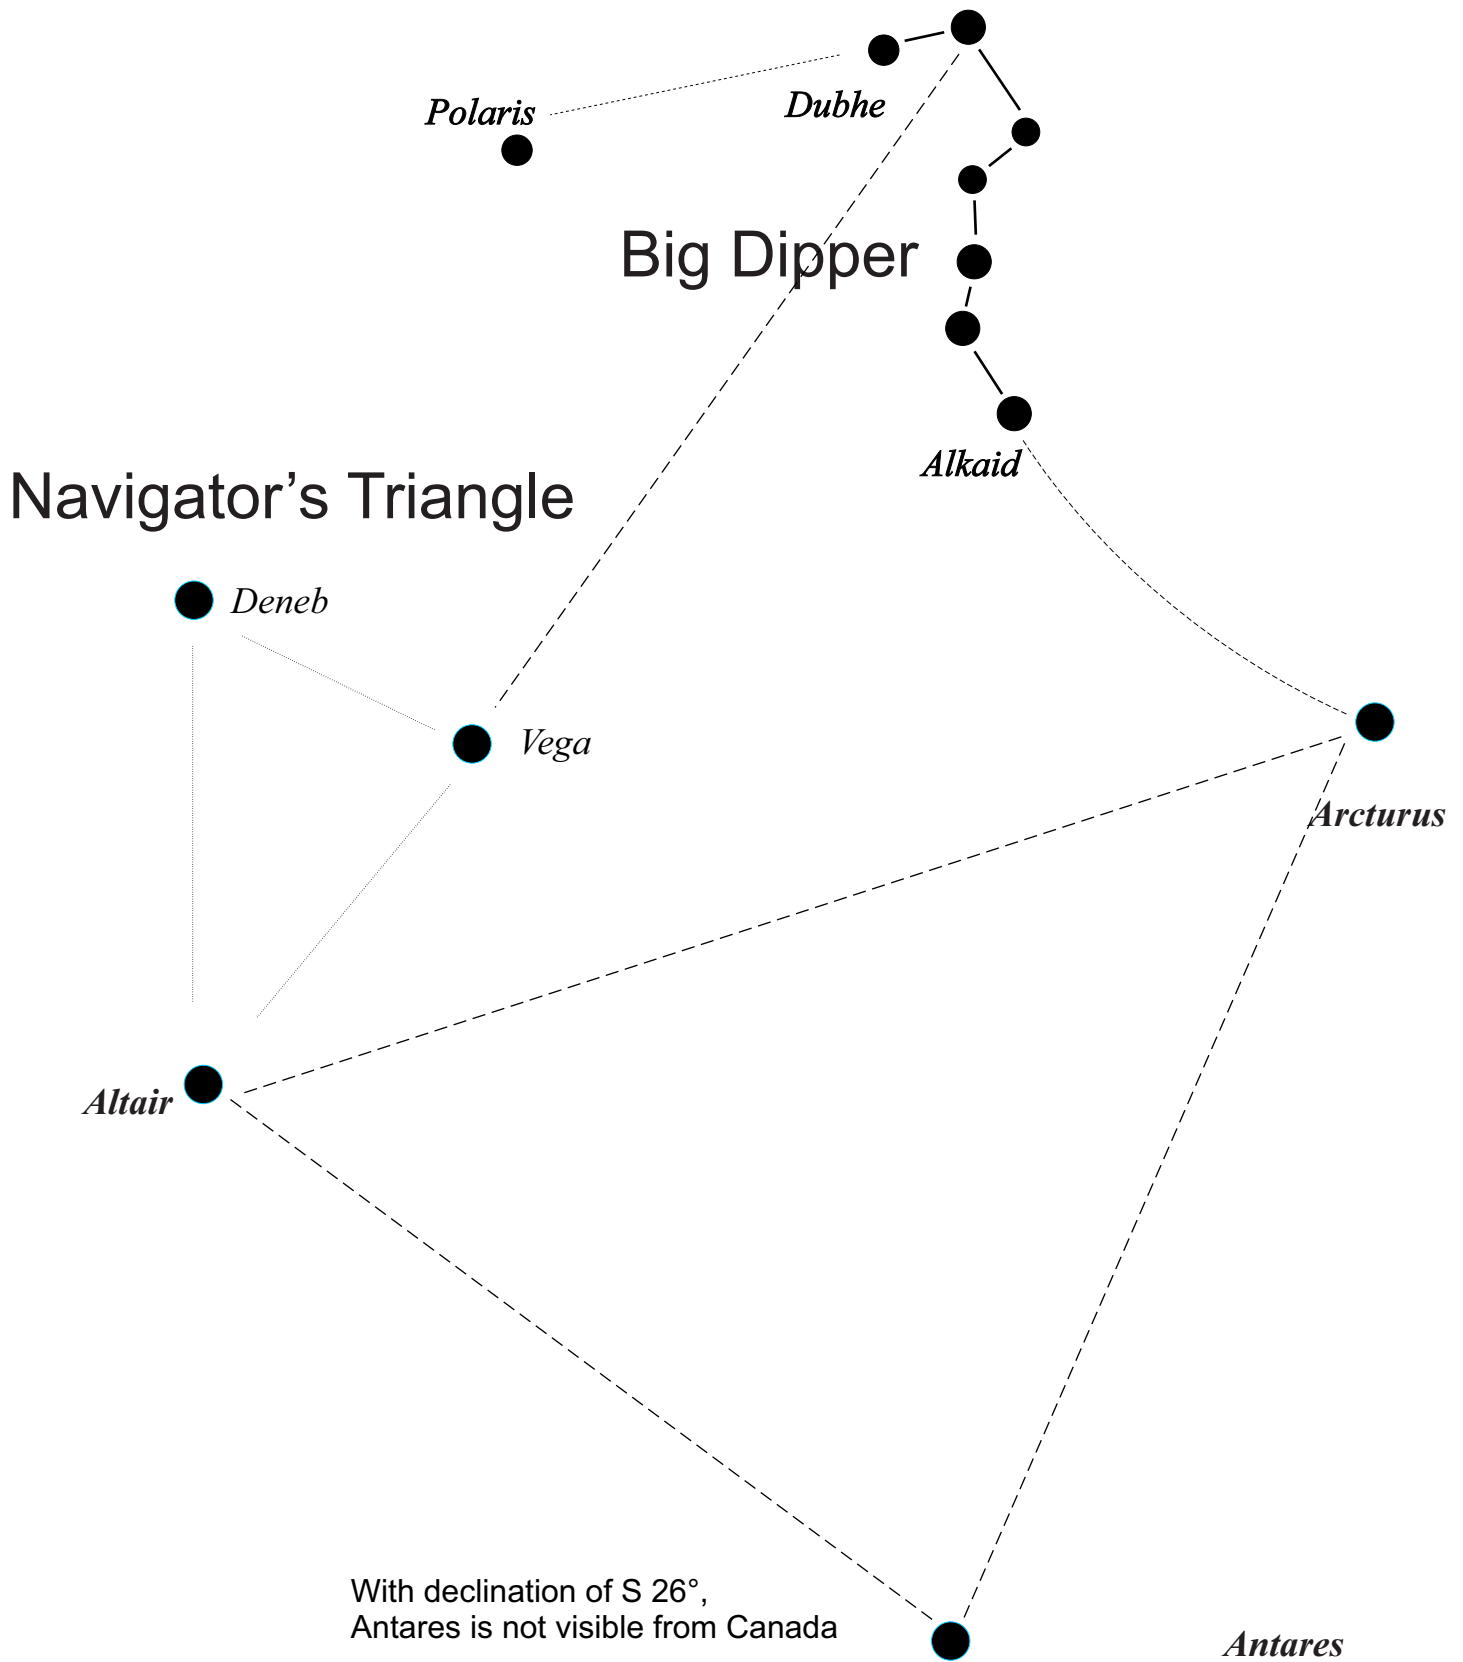 Polaris
Dubhe
Big Dipper
Alkaid
Navigator’s Triangle
Deneb
Vega
Arcturus
Altair
With declination of S 26°,
Antares is not visible from Canada
Antares